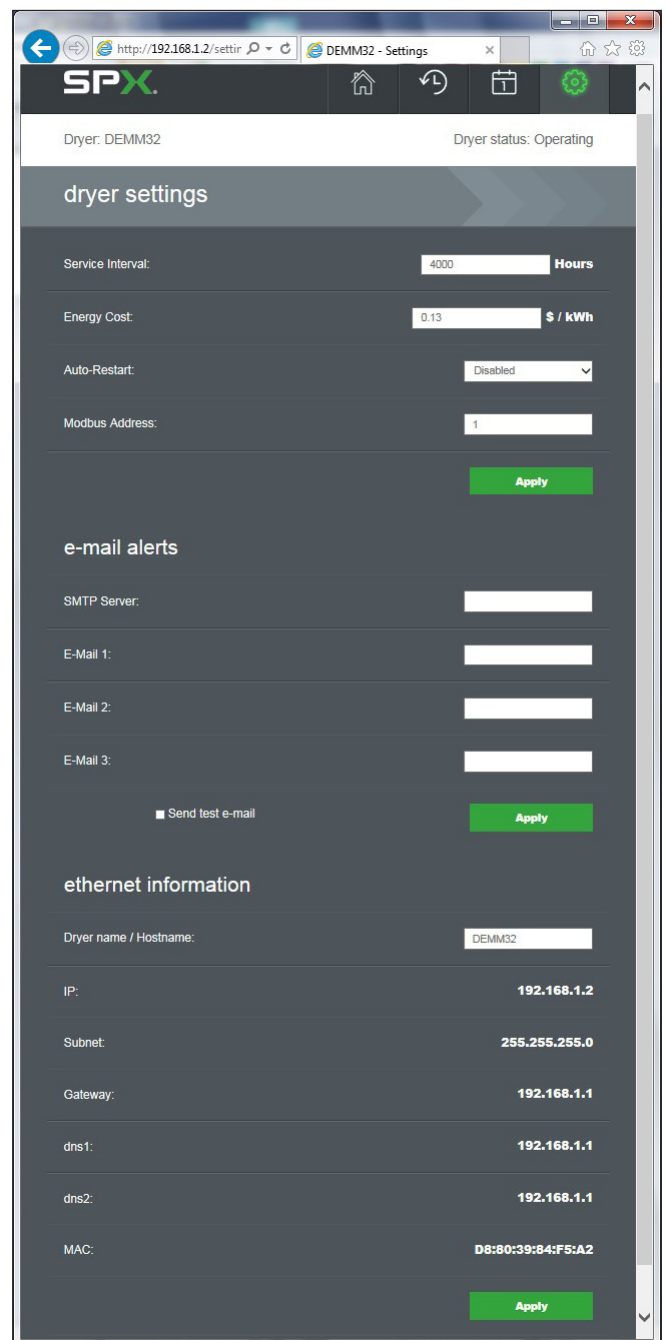 http://192.168.1.2/settir
DEMM32 - Settings
SPX.
1
Dryer: DEMM32 Dryer status: Operating
dryer settings
Service Interval: 4000 Hours
Energy Cost: 0.13 $ / kWh
Auto-Restart: Disabled
Modbus Address: 1
Apply
e-mail alerts
SMTP Server:
E-Mail 1:
E-Mail 2:
E-Mail 3:
Send test e-mail Apply
ethernet information
Dryer name / Hostname: DEMM32
IP: 192.168.1.2
Subnet: 255.255.255.0
Gateway: 192.168.1.1
dns1: 192.168.1.1
dns2: 192.168.1.1
MAC: D8:80:39:84:F5:A2
Apply